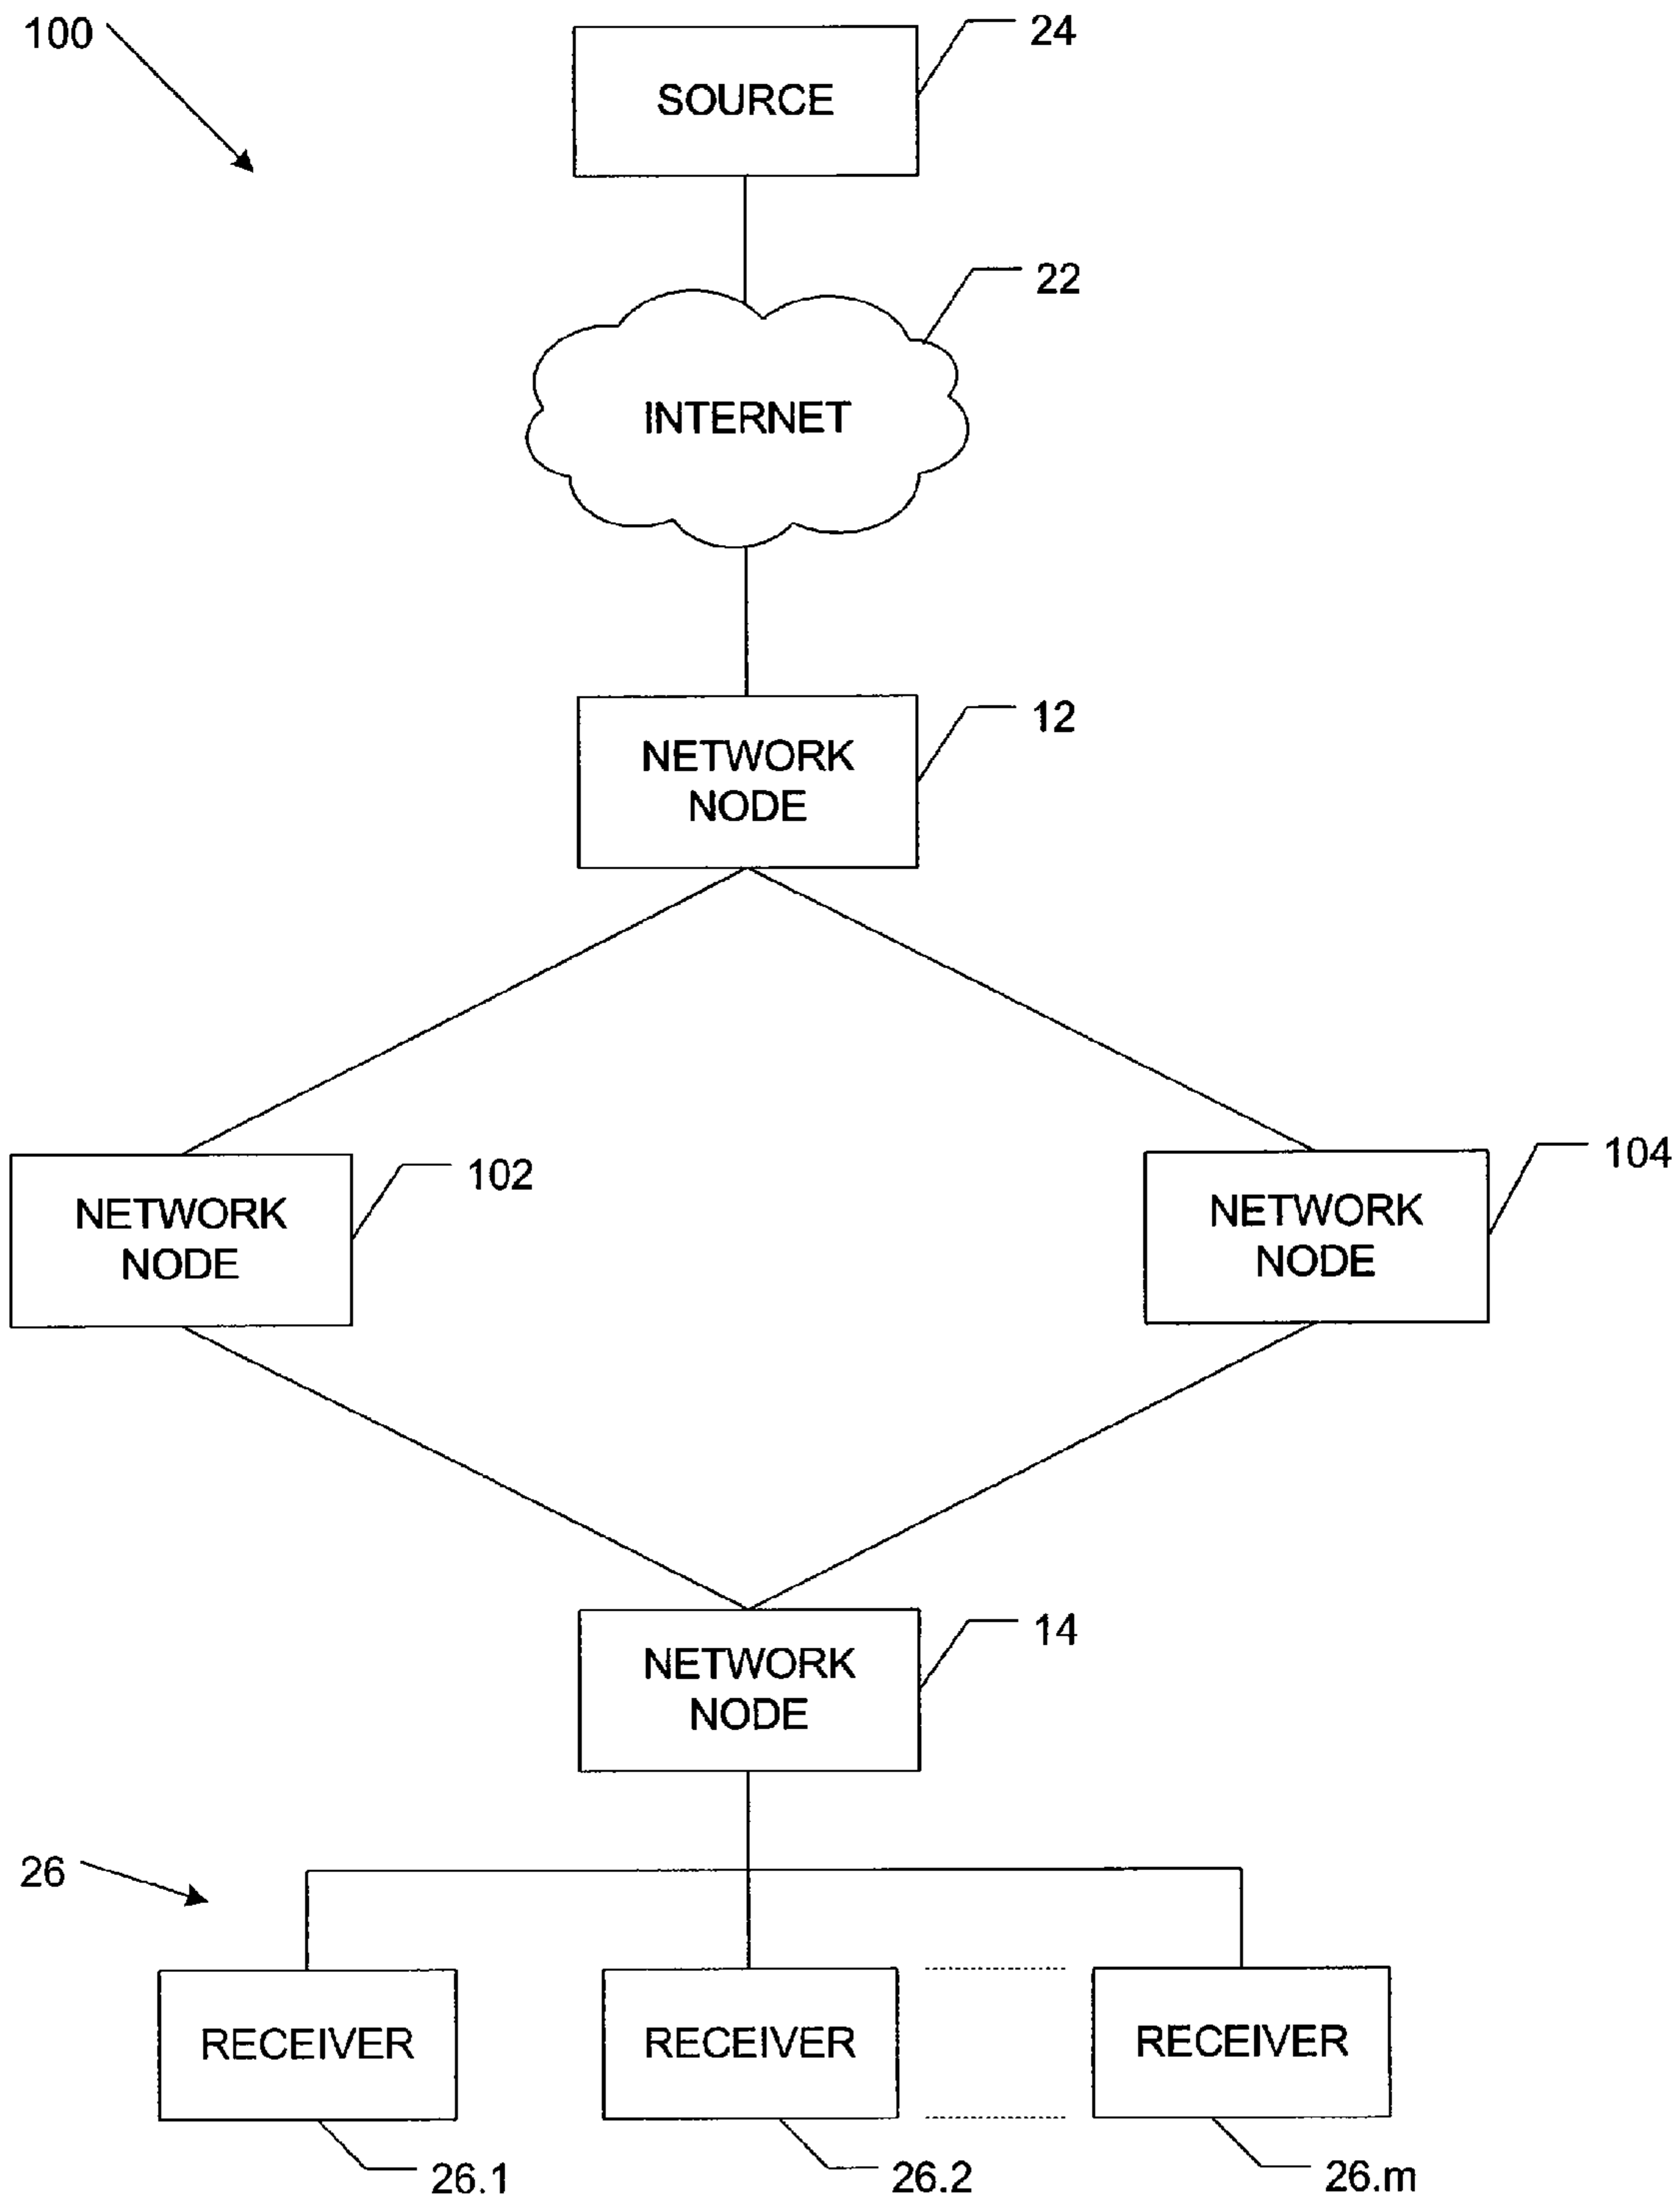 100
24
SOURCE
22
INTERNET
12
NETWORK
NODE
102
NETWORK
NODE
104
NETWORK
NODE
14
NETWORK
NODE
26
RECEIVER
RECEIVER
RECEIVER
26.1
26.2
26.m